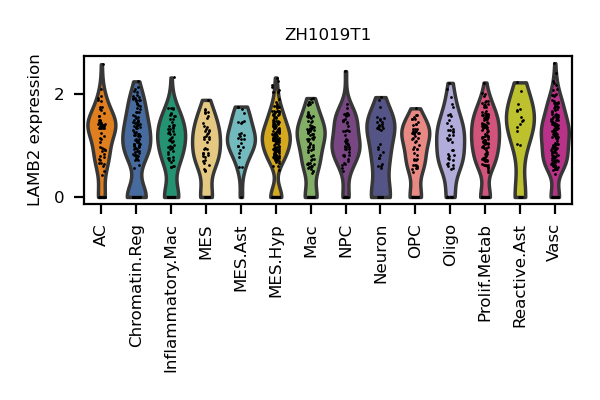 ZH1019T1
LAMB2 expression
2
0
AC
Chromatin.Reg
Inflammatory.Mac
MES
MES.Ast
MES.Hyp
Mac
NPC
Neuron
OPC
Oligo
Prolif.Metab
Reactive.Ast
Vasc